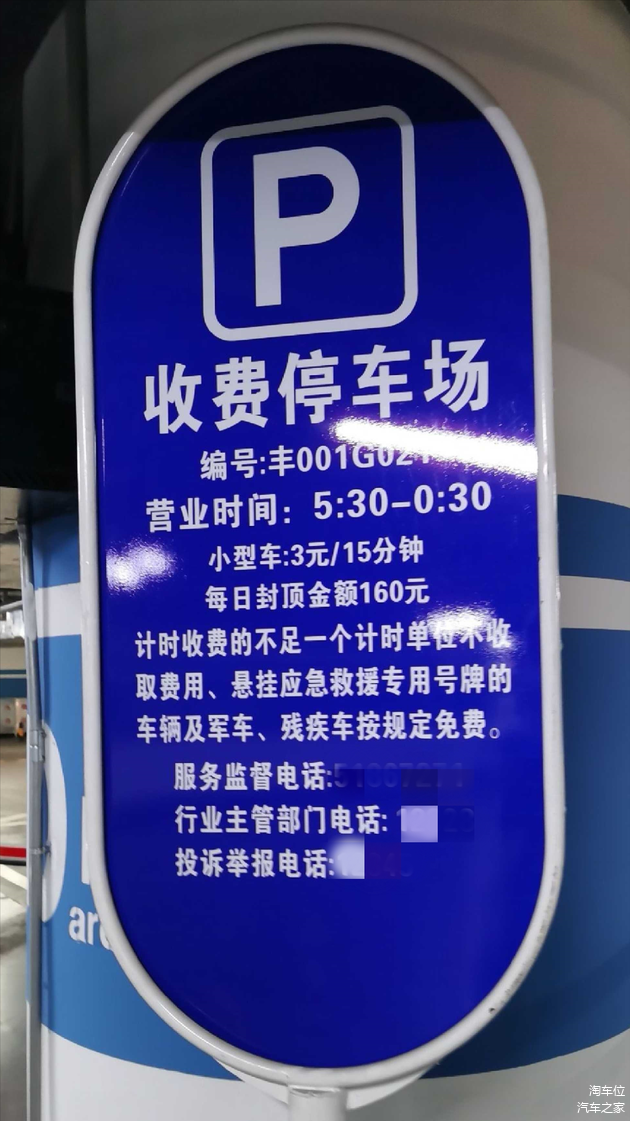 P
收费停车场
编号:丰001G021
营业时间：5:30-0:30
小型车:3元/15分钟
每日封顶金额160元
计时收费的不足一个计时单位不收
取费用、悬挂应急救援专用号牌的
车辆及军车、残疾车按规定免费。
服务监督电话:
行业主管部门电话:
投诉举报电话:
淘车位
汽车之家